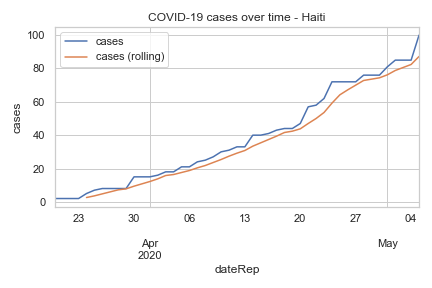 COVID-19 cases over time - Haiti
cases
cases (rolling)
100
80
60
40
20
0
cases
23 30 06 13 20 27 04
Apr May
2020
dateRep